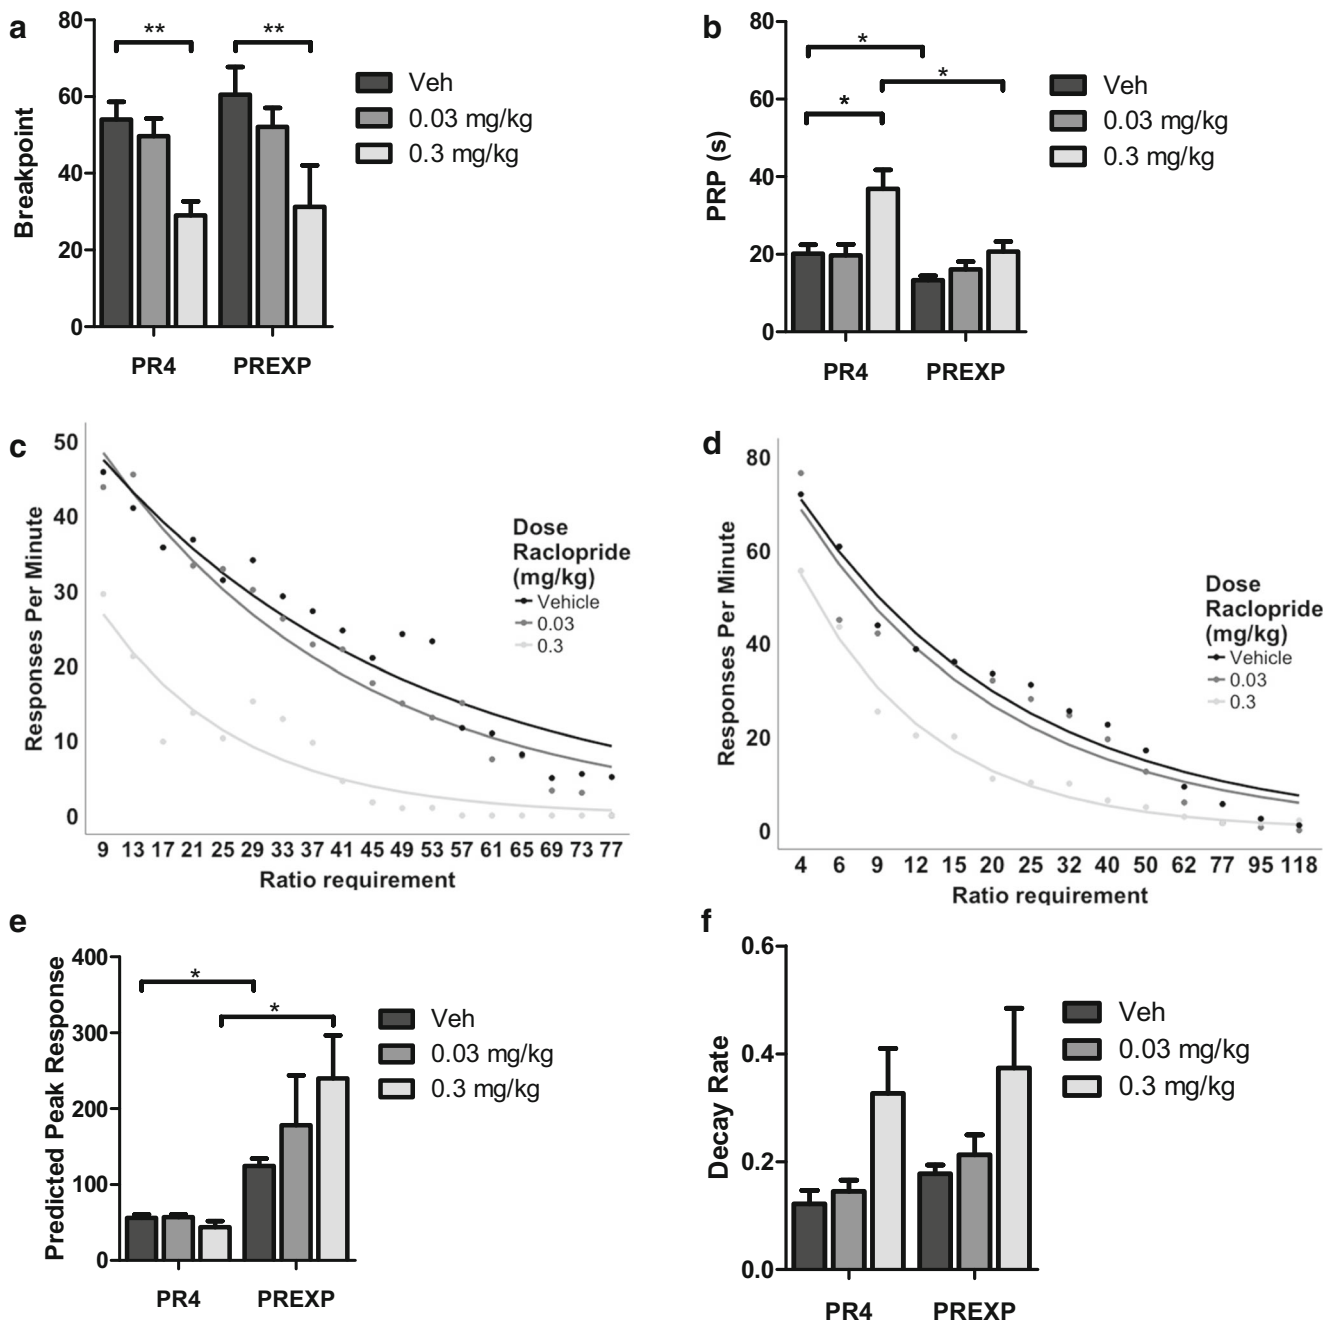 a
80
60
40
20
0
Breakpoint
**
**
PR4
PREXP
Veh
0.03 mg/kg
0.3 mg/kg
b
80
60
40
20
0
PRP (s)
*
*
*
PR4
PREXP
Veh
0.03 mg/kg
0.3 mg/kg
c
50
40
30
20
10
0
Responses Per Minute
Dose
Raclopride
(mg/kg)
Vehicle
0.03
0.3
9 13 17 21 25 29 33 37 41 45 49 53 57 61 65 69 73 77
Ratio requirement
d
80
60
40
20
0
Responses Per Minute
Dose
Raclopride
(mg/kg)
Vehicle
0.03
0.3
4 6 9 12 15 20 25 32 40 50 62 77 95 118
Ratio requirement
e
400
300
200
100
0
Predicted Peak Response
*
*
PR4
PREXP
Veh
0.03 mg/kg
0.3 mg/kg
f
0.6
0.4
0.2
0.0
Decay Rate
PR4
PREXP
Veh
0.03 mg/kg
0.3 mg/kg